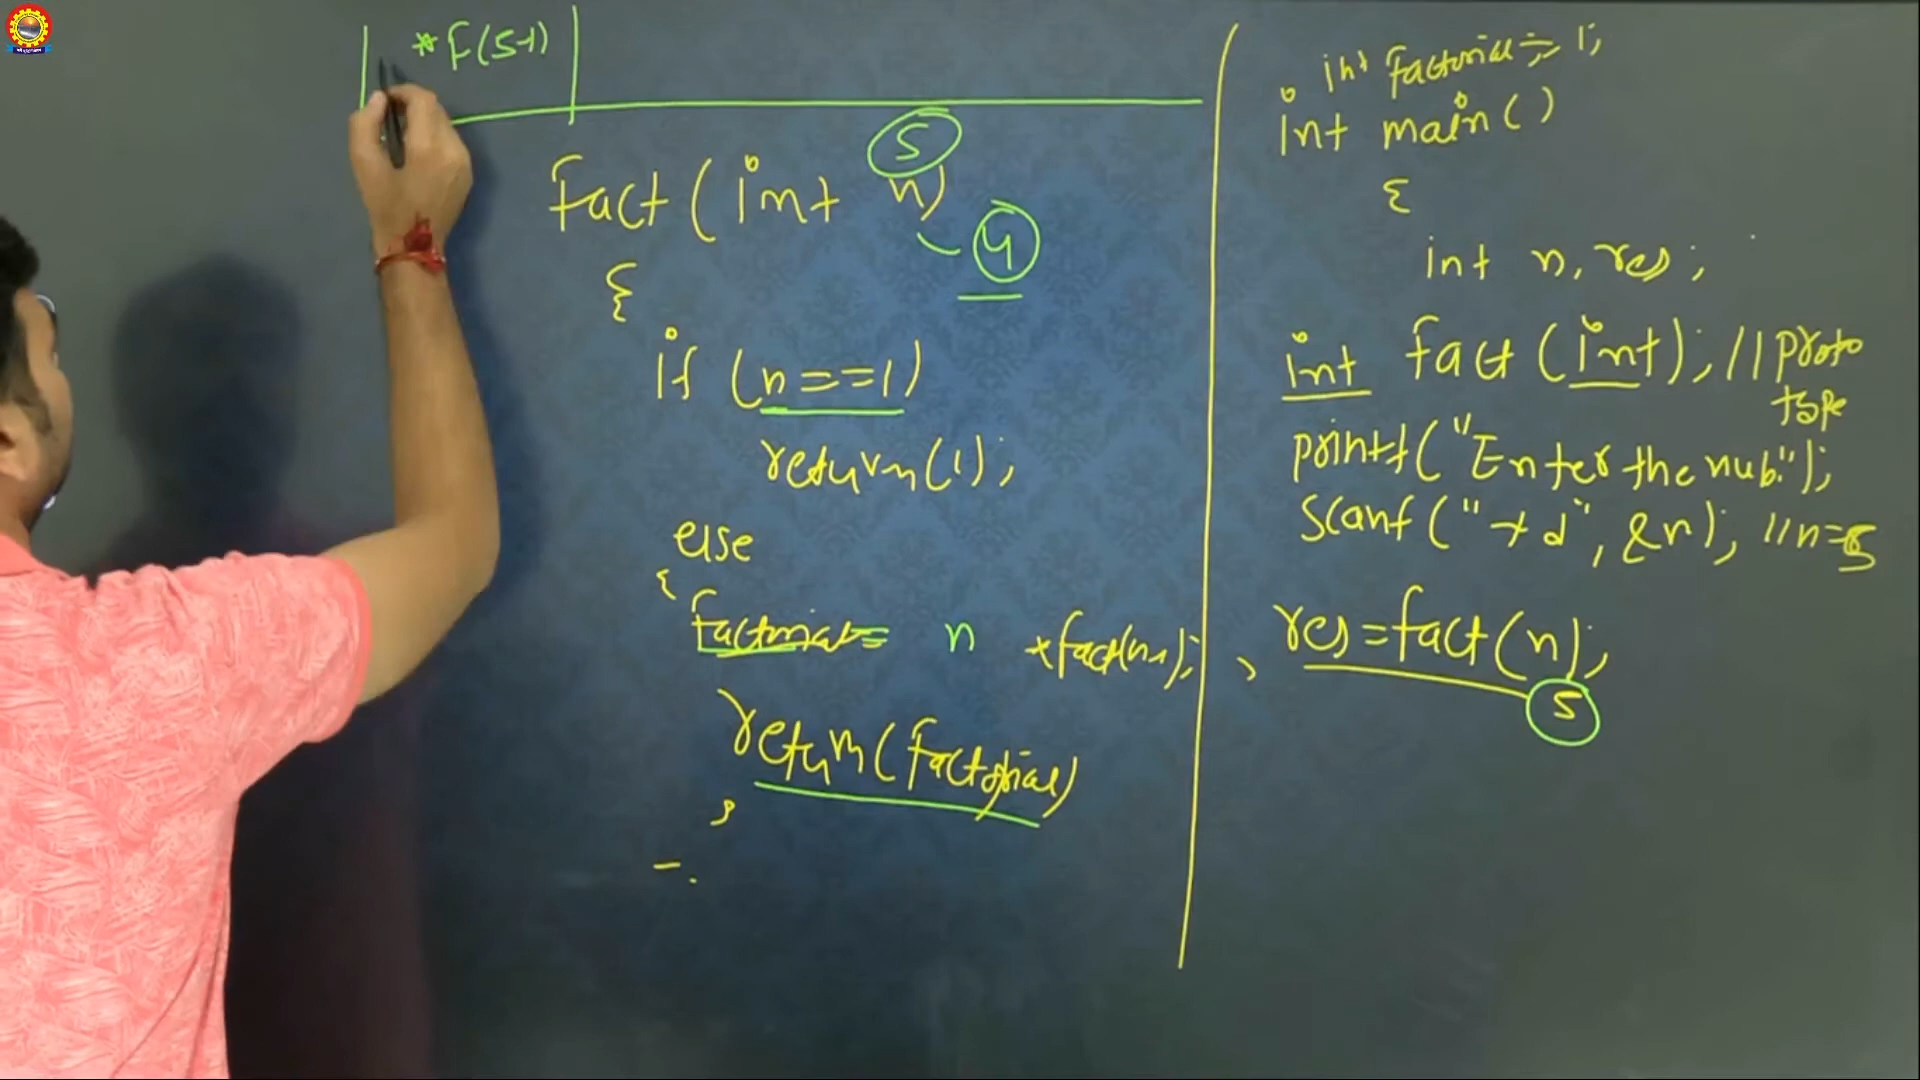 * F(5-1)
5
fact(int n)
4
{
if (n==1)
return(1);
else
{
factorial= n *fact(n-1);
return(factorial)
}
int factorial=1;
int main()
{
int n, res;
int fact(int); //proto
type
printf("Enter the nub.");
scanf("%d", &n); //n=5
res=fact(n);
5